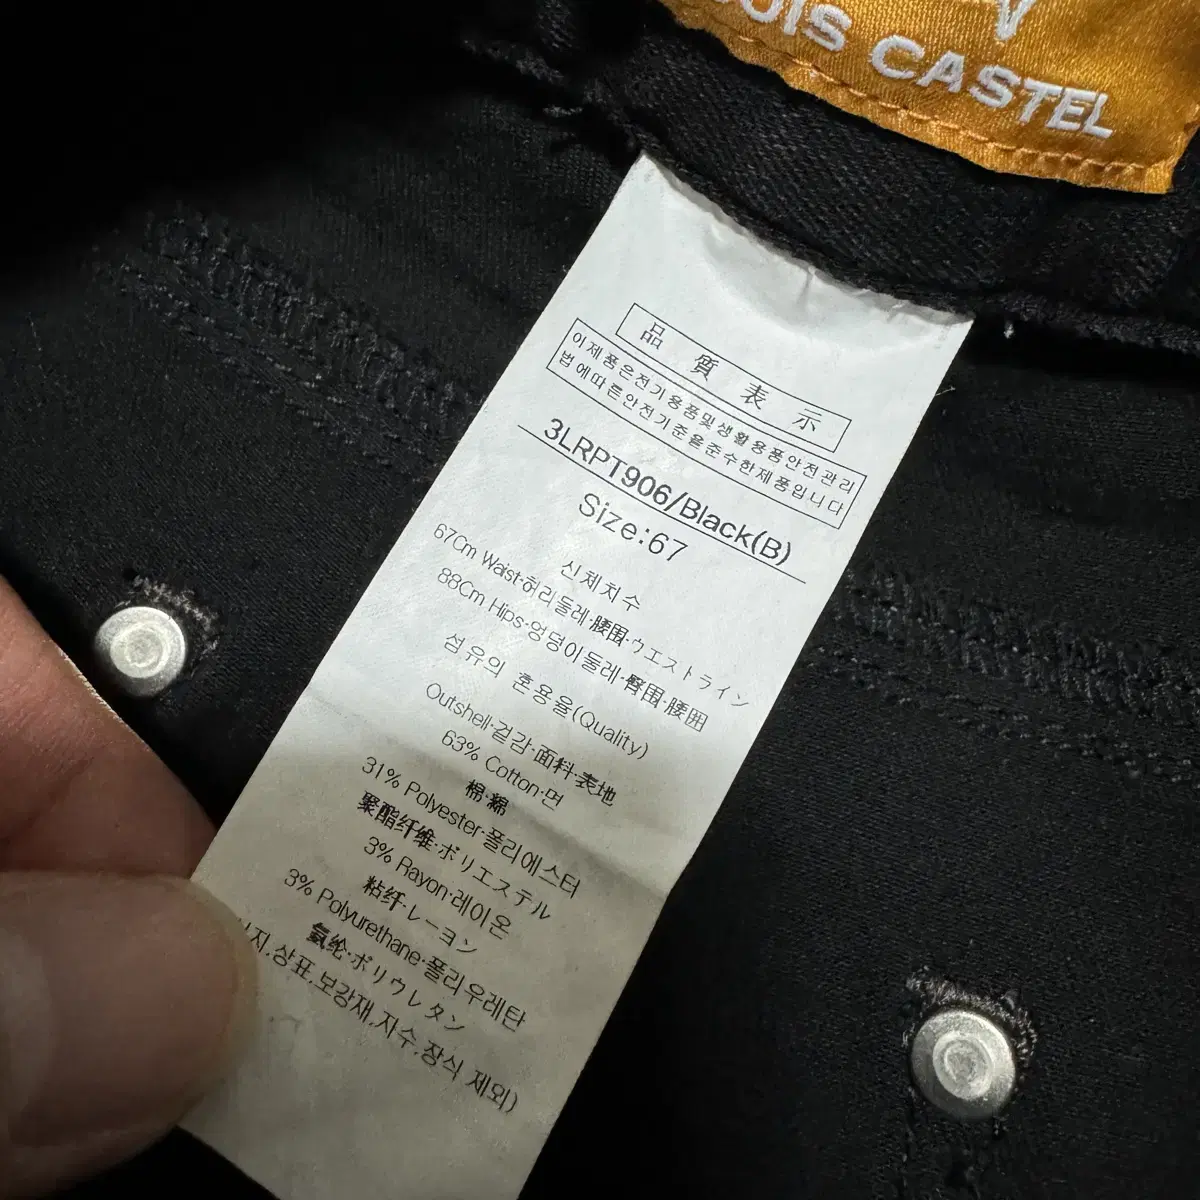 CASTEL
品質表示
이제품은전기용품및생활용품안전관리
법에따른안전기준을준수한제품입니다
3LRPT906/Black(B)
Size:67
신체치수
67Cm Waist·허리둘레·腰围·ウエストライン
88Cm Hips·엉덩이둘레·臀围·腰囲
섬유의 혼용율(Quality)
Outshell·겉감·面料·表地
63% Cotton·면
棉·綿
31% Polyester·폴리에스터
聚酯纤维·ポリエステル
3% Rayon·레이온
粘纤·レーヨン
3% Polyurethane·폴리우레탄
氨纶·ポリウレタン
상표,보강재,자수,장식 제외)